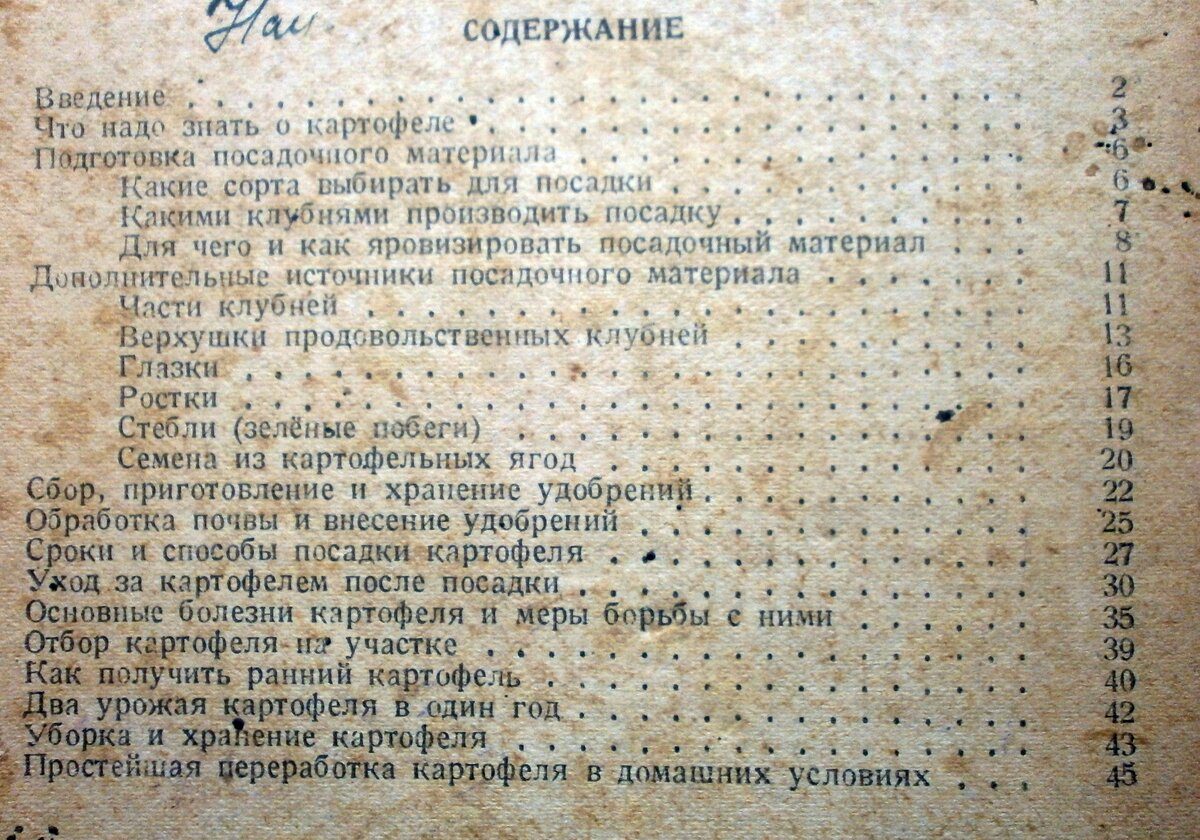 СОДЕРЖАНИЕ
Введение . . . . . . . . . . . . . . . . . . . . 2
Что надо знать о картофеле . . . . . . . . . . . . . 3
Подготовка посадочного материала . . . . . . . . . . . 6
Какие сорта выбирать для посадки . . . . . . . . . 6
Какими клубнями производить посадку . . . . . . . . 7
Для чего и как яровизировать посадочный материал . . . 8
Дополнительные источники посадочного материала . . . . . 11
Части клубней . . . . . . . . . . . . . . . . 11
Верхушки продовольственных клубней . . . . . . . . 13
Глазки . . . . . . . . . . . . . . . . . . . 16
Ростки . . . . . . . . . . . . . . . . . . . 17
Стебли (зелёные побеги) . . . . . . . . . . . . 19
Семена из картофельных ягод . . . . . . . . . . . 20
Сбор, приготовление и хранение удобрений . . . . . . . . 22
Обработка почвы и внесение удобрений . . . . . . . . . 25
Сроки и способы посадки картофеля . . . . . . . . . . 27
Уход за картофелем после посадки . . . . . . . . . . . 30
Основные болезни картофеля и меры борьбы с ними . . . . . 35
Отбор картофеля на участке . . . . . . . . . . . . . 39
Как получить ранний картофель . . . . . . . . . . . . 40
Два урожая картофеля в один год . . . . . . . . . . . 42
Уборка и хранение картофеля . . . . . . . . . . . . . 43
Простейшая переработка картофеля в домашних условиях . . . 45